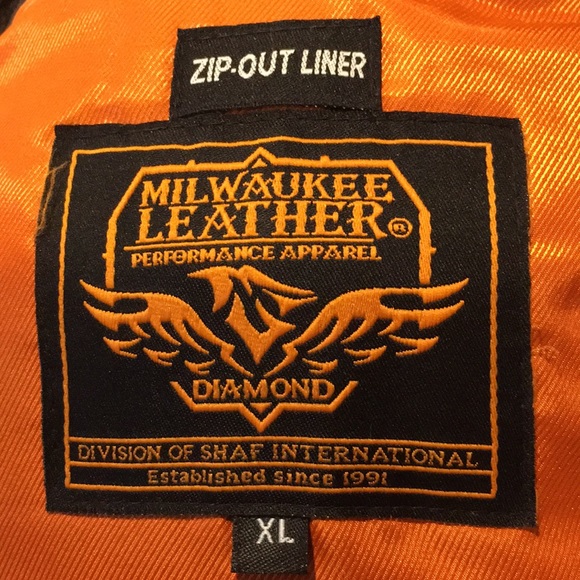 ZIP-OUT LINER
MILWAUKEE
LEATHER®
PERFORMANCE APPAREL
DIAMOND
DIVISION OF SHAF INTERNATIONAL
Established since 1991
XL